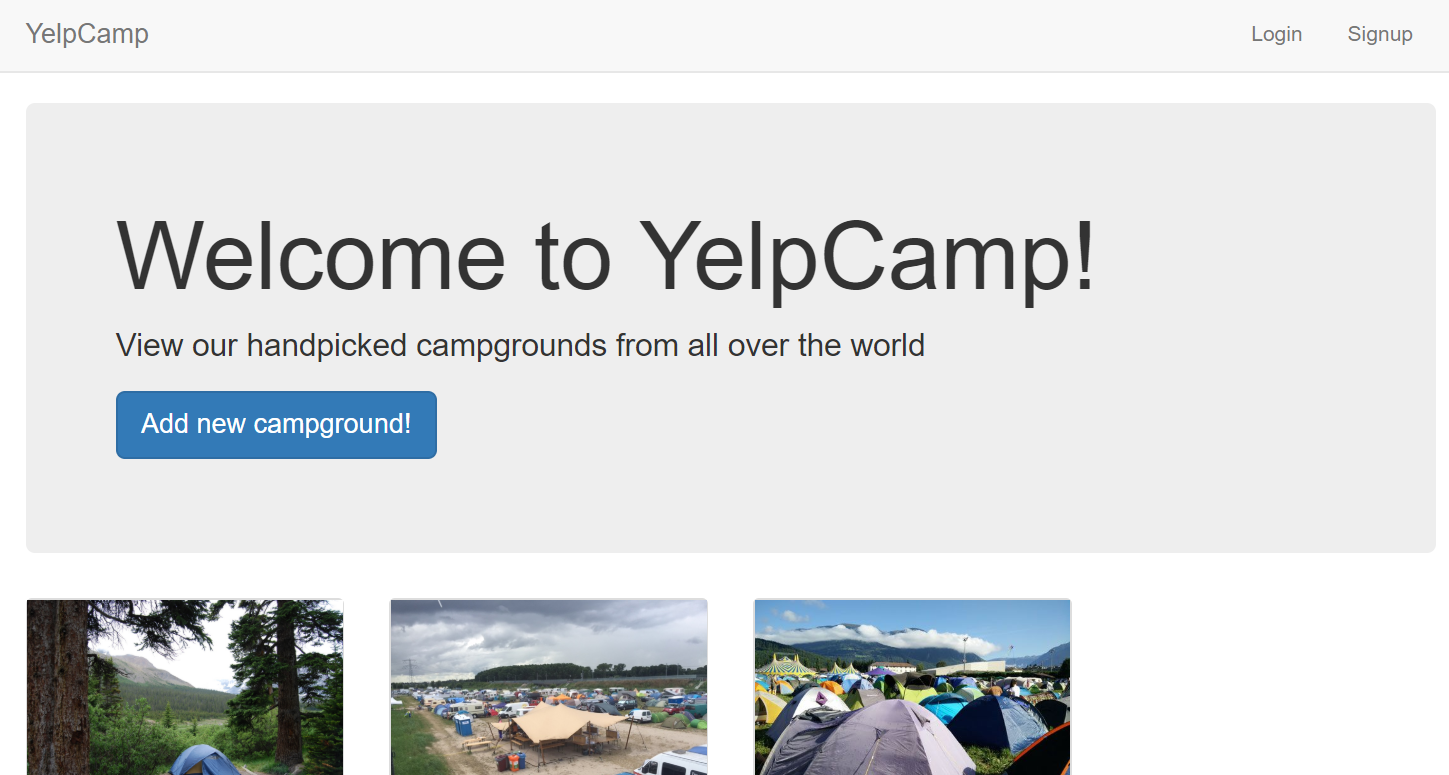 YelpCamp Login Signup
Welcome to YelpCamp!
View our handpicked campgrounds from all over the world
Add new campground!